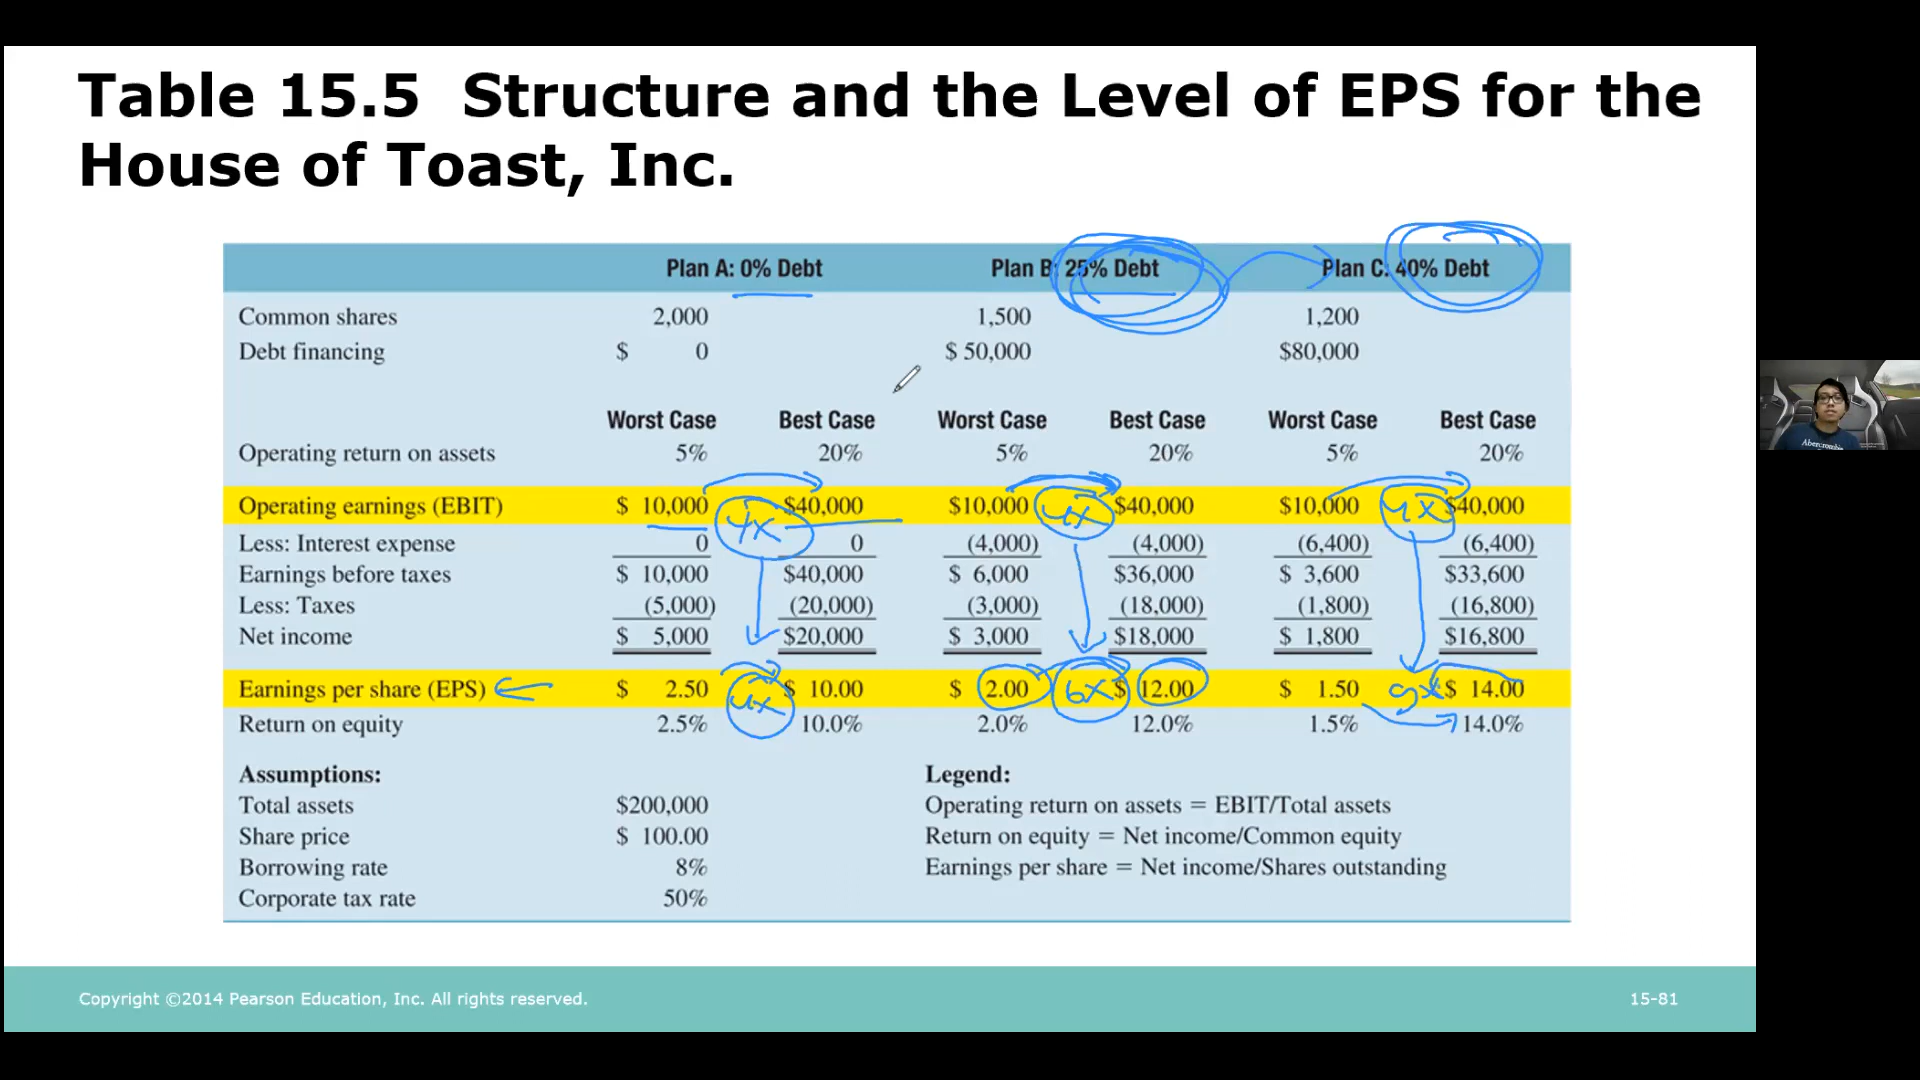 Table 15.5 Structure and the Level of EPS for the
House of Toast, Inc.
Plan A: 0% Debt Plan B: 25% Debt Plan C: 40% Debt
Common shares 2,000 1,500 1,200
Debt financing $ 0 $ 50,000 $80,000
Worst Case Best Case Worst Case Best Case Worst Case Best Case
Operating return on assets 5% 20% 5% 20% 5% 20%
Operating earnings (EBIT) $ 10,000 4x $40,000 $10,000 4x $40,000 $10,000 4x $40,000
Less: Interest expense 0 0 (4,000) (4,000) (6,400) (6,400)
Earnings before taxes $ 10,000 $40,000 $ 6,000 $36,000 $ 3,600 $33,600
Less: Taxes (5,000) (20,000) (3,000) (18,000) (1,800) (16,800)
Net income $ 5,000 $20,000 $ 3,000 $18,000 $ 1,800 $16,800
Earnings per share (EPS) $ 2.50 4x $ 10.00 $ 2.00 6x $ 12.00 $ 1.50 9x $ 14.00
Return on equity 2.5% 10.0% 2.0% 12.0% 1.5% 14.0%
Assumptions: Legend:
Total assets $200,000 Operating return on assets = EBIT/Total assets
Share price $ 100.00 Return on equity = Net income/Common equity
Borrowing rate 8% Earnings per share = Net income/Shares outstanding
Corporate tax rate 50%
Copyright ©2014 Pearson Education, Inc. All rights reserved. 15-81